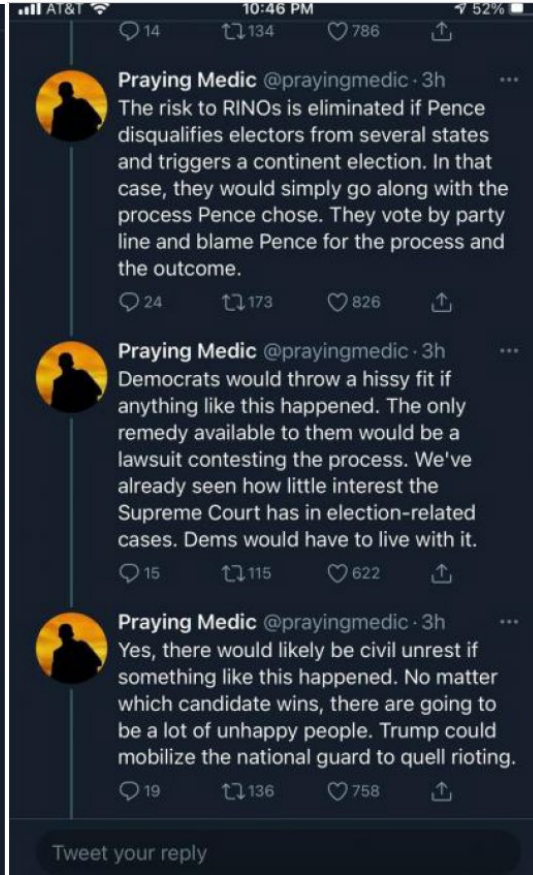 AT&T 10:46 PM 52%
14 134 786
Praying Medic @prayingmedic · 3h
The risk to RINOs is eliminated if Pence
disqualifies electors from several states
and triggers a continent election. In that
case, they would simply go along with the
process Pence chose. They vote by party
line and blame Pence for the process and
the outcome.
24 173 826
Praying Medic @prayingmedic · 3h
Democrats would throw a hissy fit if
anything like this happened. The only
remedy available to them would be a
lawsuit contesting the process. We've
already seen how little interest the
Supreme Court has in election-related
cases. Dems would have to live with it.
15 115 622
Praying Medic @prayingmedic · 3h
Yes, there would likely be civil unrest if
something like this happened. No matter
which candidate wins, there are going to
be a lot of unhappy people. Trump could
mobilize the national guard to quell rioting.
19 136 758
Tweet your reply